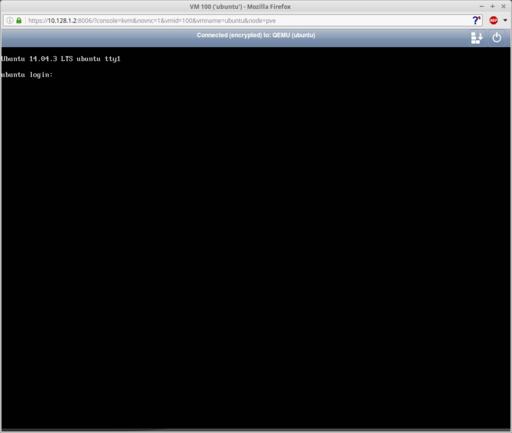 VM 100 ('ubuntu') - Mozilla Firefox
https://10.128.1.2:8006/?console=kvm&novnc=1&vmid=100&vmname=ubuntu&node=pve
Connected (encrypted) to: QEMU (ubuntu)
Ubuntu 14.04.3 LTS ubuntu tty1
ubuntu login: